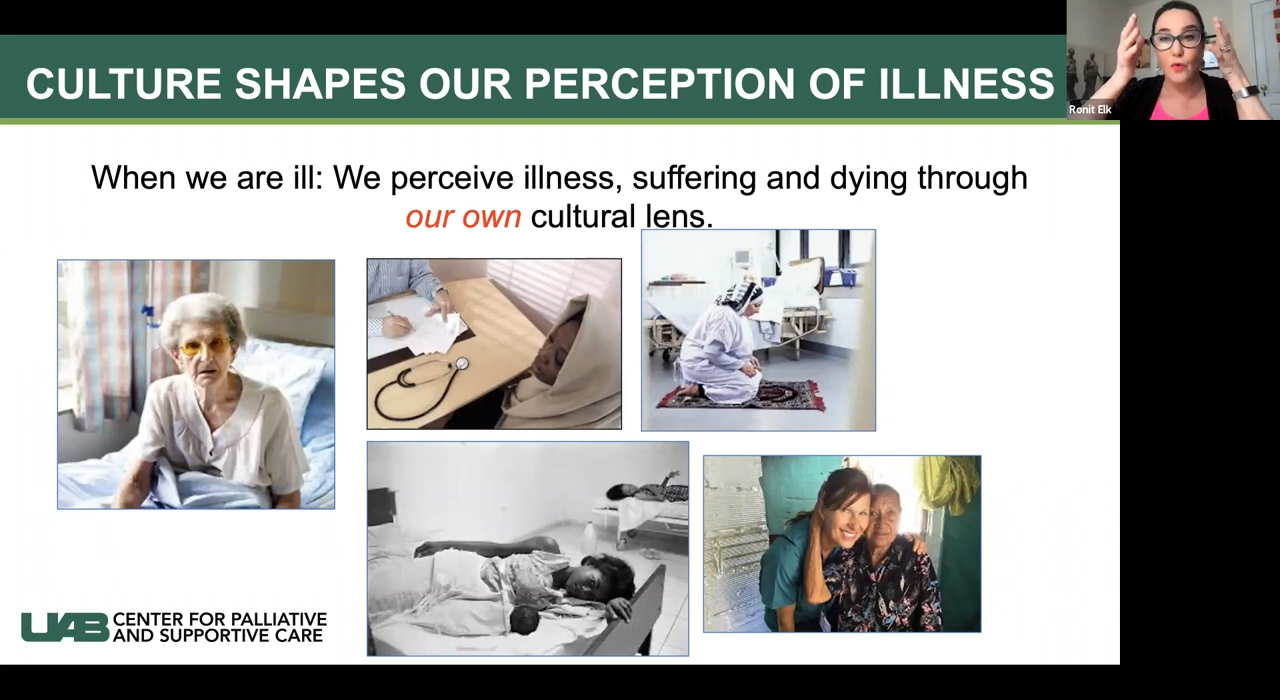 CULTURE SHAPES OUR PERCEPTION OF ILLNESS
Ronit Elk
When we are ill: We perceive illness, suffering and dying through
our own cultural lens.
UAB CENTER FOR PALLIATIVE
AND SUPPORTIVE CARE